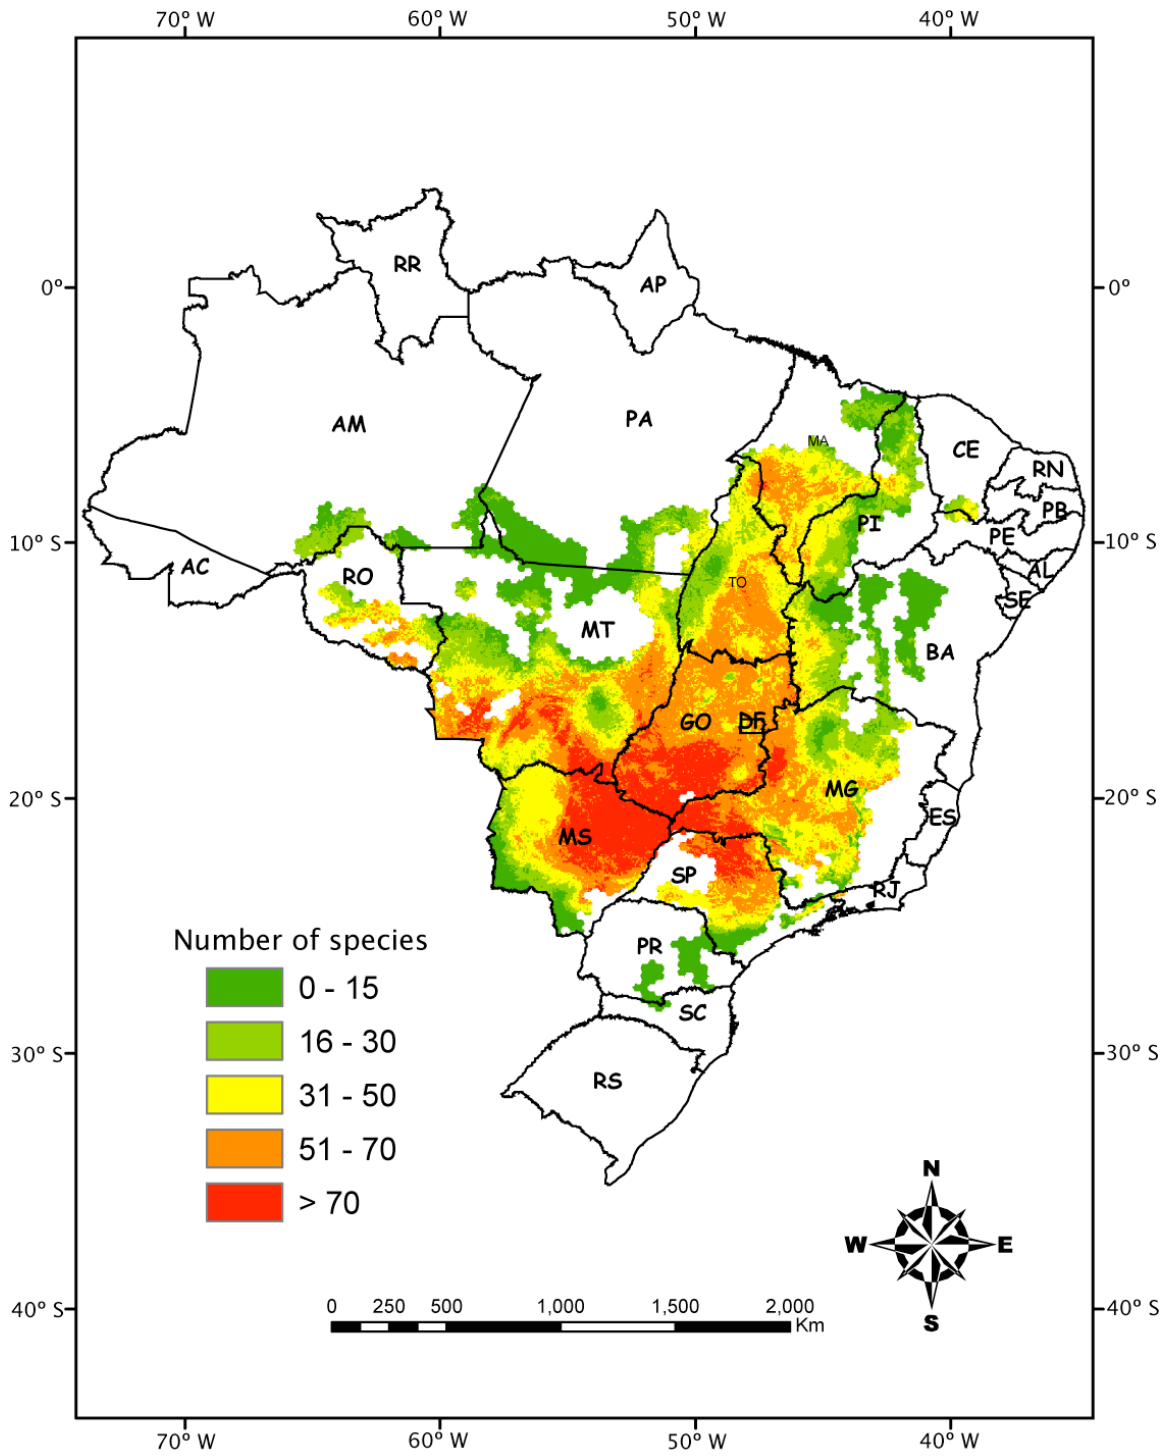 70° W 60° W 50° W 40° W
RR
AP
0° 0°
AM PA MA CE
RN
PB
PI PE
10° S 10° S
AC RO TO AL
SE
MT BA
GO DF
MG
20° S 20° S
MS ES
SP RJ
Number of species PR
0 - 15
SC
16 - 30
30° S 30° S
RS
31 - 50
51 - 70
> 70
N
W E
S
0 250 500 1,000 1,500 2,000
Km
40° S 40° S
70° W 60° W 50° W 40° W